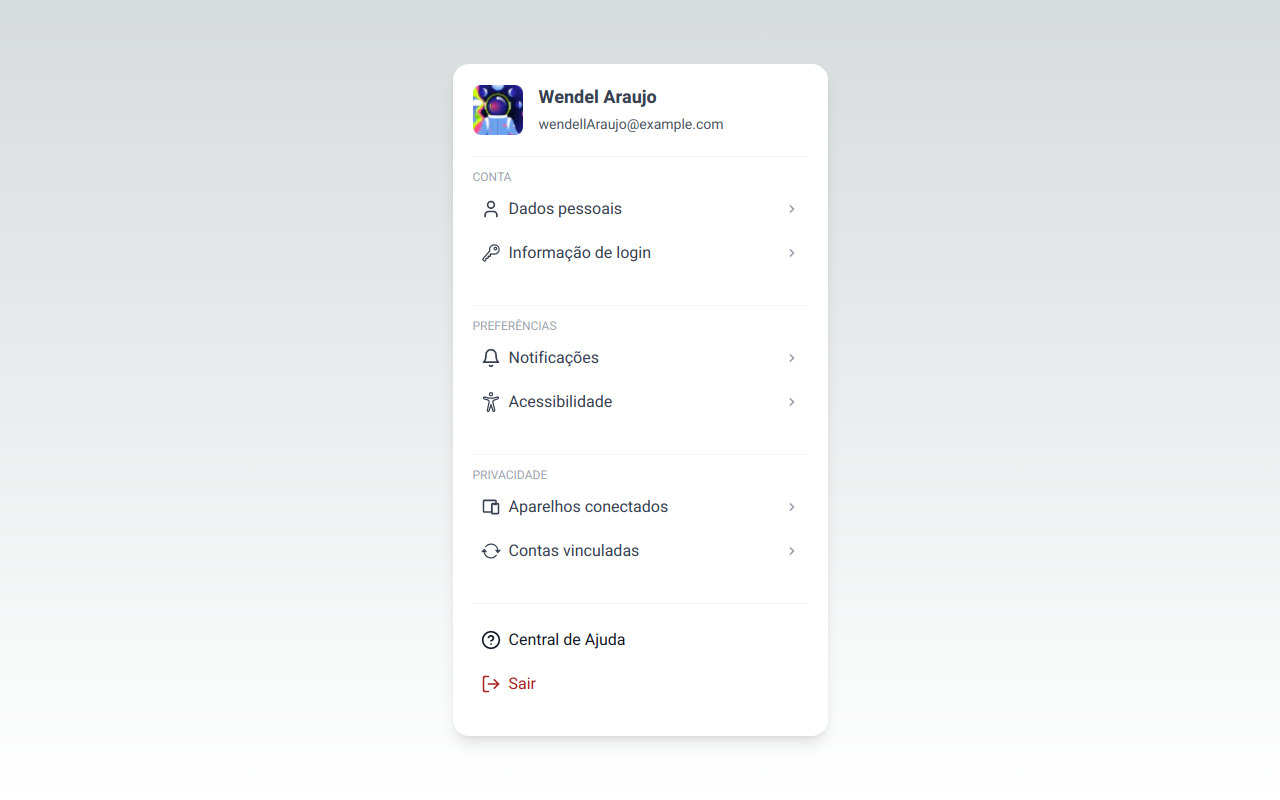 Wendel Araujo
wendellAraujo@example.com
CONTA
Dados pessoais
Informação de login
PREFERÊNCIAS
Notificações
Acessibilidade
PRIVACIDADE
Aparelhos conectados
Contas vinculadas
Central de Ajuda
Sair